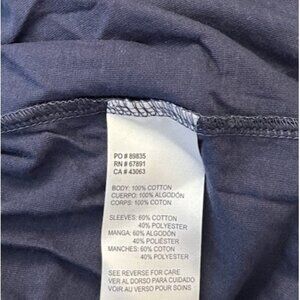 PO # 89835
RN # 67891
CA # 43063
BODY: 100% COTTON
CUERPO: 100% ALGODÓN
CORPS: 100% COTON
SLEEVES: 60% COTTON
40% POLYESTER
MANGA: 60% ALGODÓN
40% POLIÉSTER
MANCHES: 60% COTON
40% POLYESTER
SEE REVERSE FOR CARE
VER AL DORSO PARA CUIDADO
VOIR AU VERSO POUR SOINS